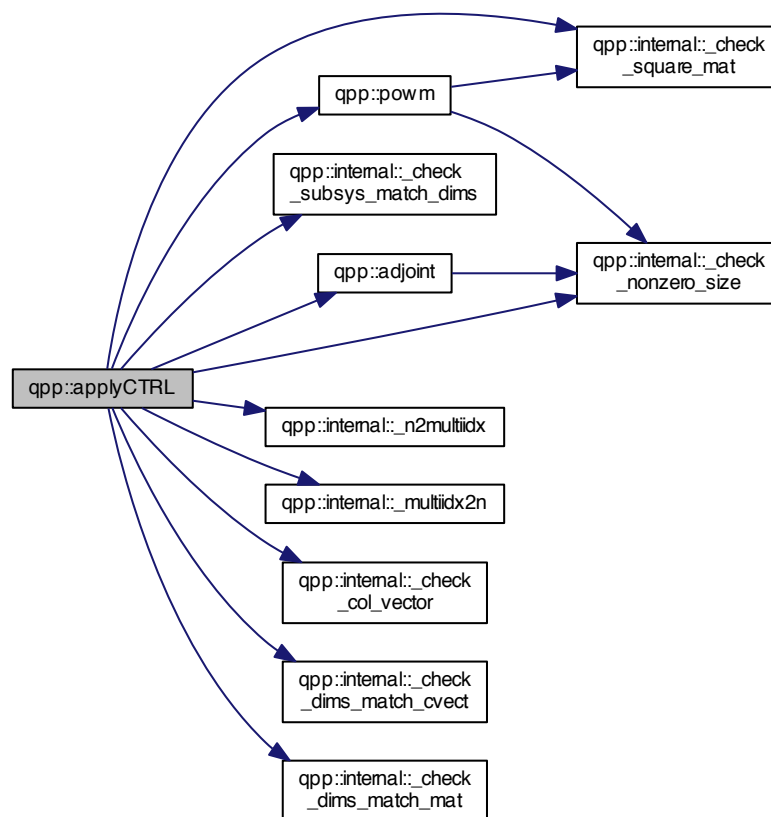 qpp::internal::_check
_square_mat
qpp::powm
qpp::internal::_check
_subsys_match_dims
qpp::adjoint
qpp::internal::_check
_nonzero_size
qpp::applyCTRL
qpp::internal::_n2multiidx
qpp::internal::_multiidx2n
qpp::internal::_check
_col_vector
qpp::internal::_check
_dims_match_cvect
qpp::internal::_check
_dims_match_mat